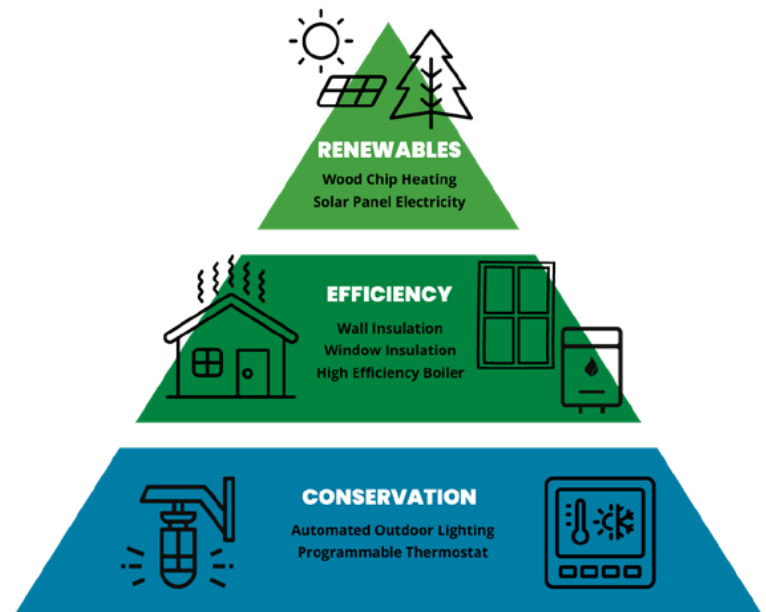 RENEWABLES
Wood Chip Heating
Solar Panel Electricity
EFFICIENCY
Wall Insulation
Window Insulation
High Efficiency Boiler
CONSERVATION
Automated Outdoor Lighting
Programmable Thermostat